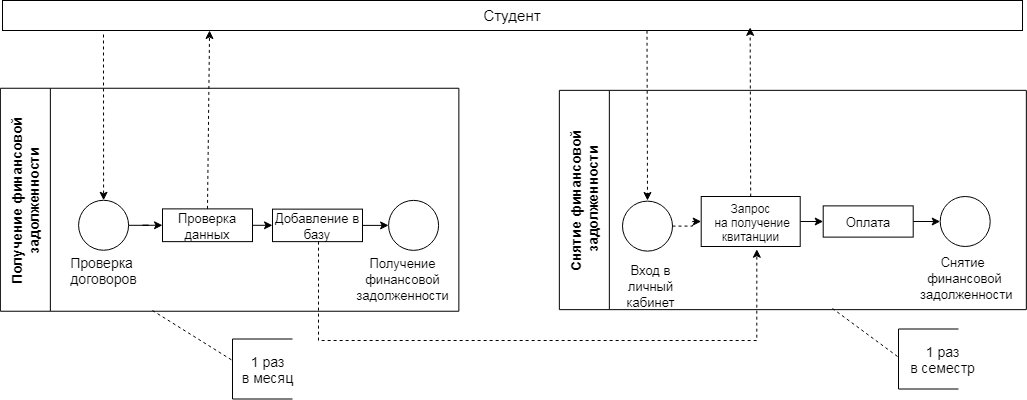 Студент
Получение финансовой
задолженности
Проверка
договоров
Проверка
данных
Добавление в
базу
Получение
финансовой
задолженности
1 раз
в месяц
Снятие финансовой
задолженности
Вход в
личный
кабинет
Запрос
на получение
квитанции
Оплата
Снятие
финансовой
задолженности
1 раз
в семестр